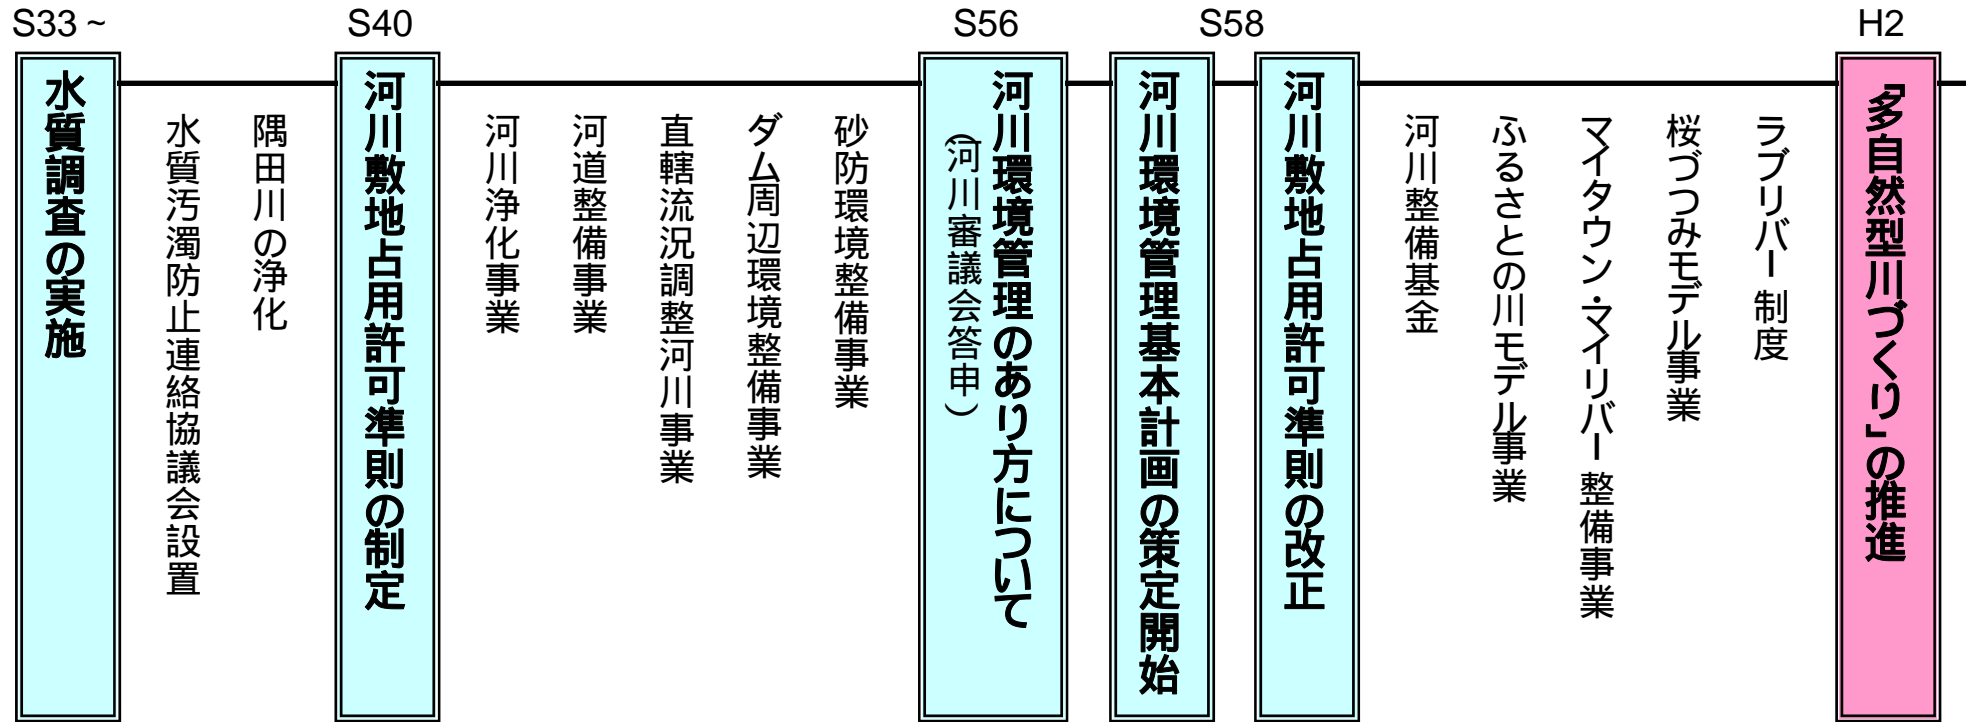 S33～
S40
S56
S58
H2
水質調査の実施
水質汚濁防止連絡協議会設置
隅田川の浄化
河川敷地占用許可準則の制定
河川浄化事業
河道整備事業
直轄流況調整河川事業
ダム周辺環境整備事業
砂防環境整備事業
河川環境管理のあり方について
（河川審議会答申）
河川環境管理基本計画の策定開始
河川敷地占用許可準則の改正
河川整備基金
ふるさとの川モデル事業
マイタウン・マイリバー整備事業
桜づつみモデル事業
ラブリバー制度
「多自然型川づくり」の推進